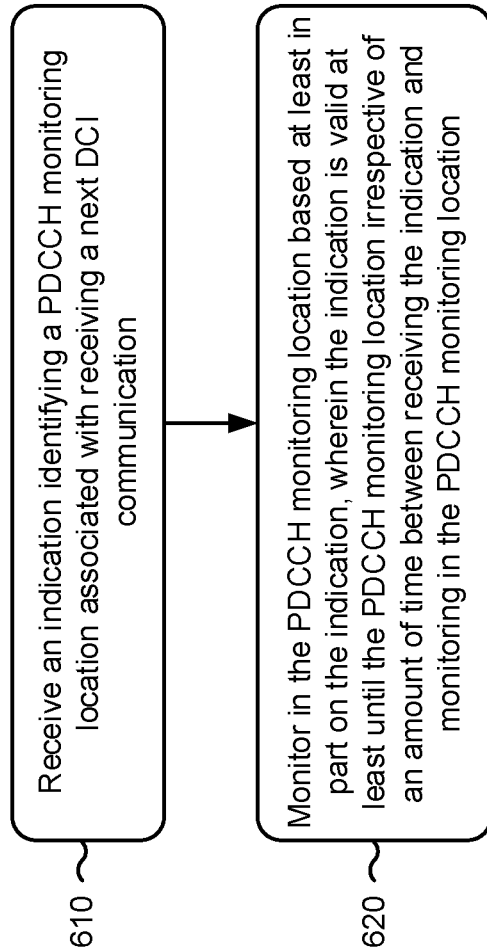 610
Receive an indication identifying a PDCCH monitoring
location associated with receiving a next DCI
communication
620
Monitor in the PDCCH monitoring location based at least in
part on the indication, wherein the indication is valid at
least until the PDCCH monitoring location irrespective of
an amount of time between receiving the indication and
monitoring in the PDCCH monitoring location